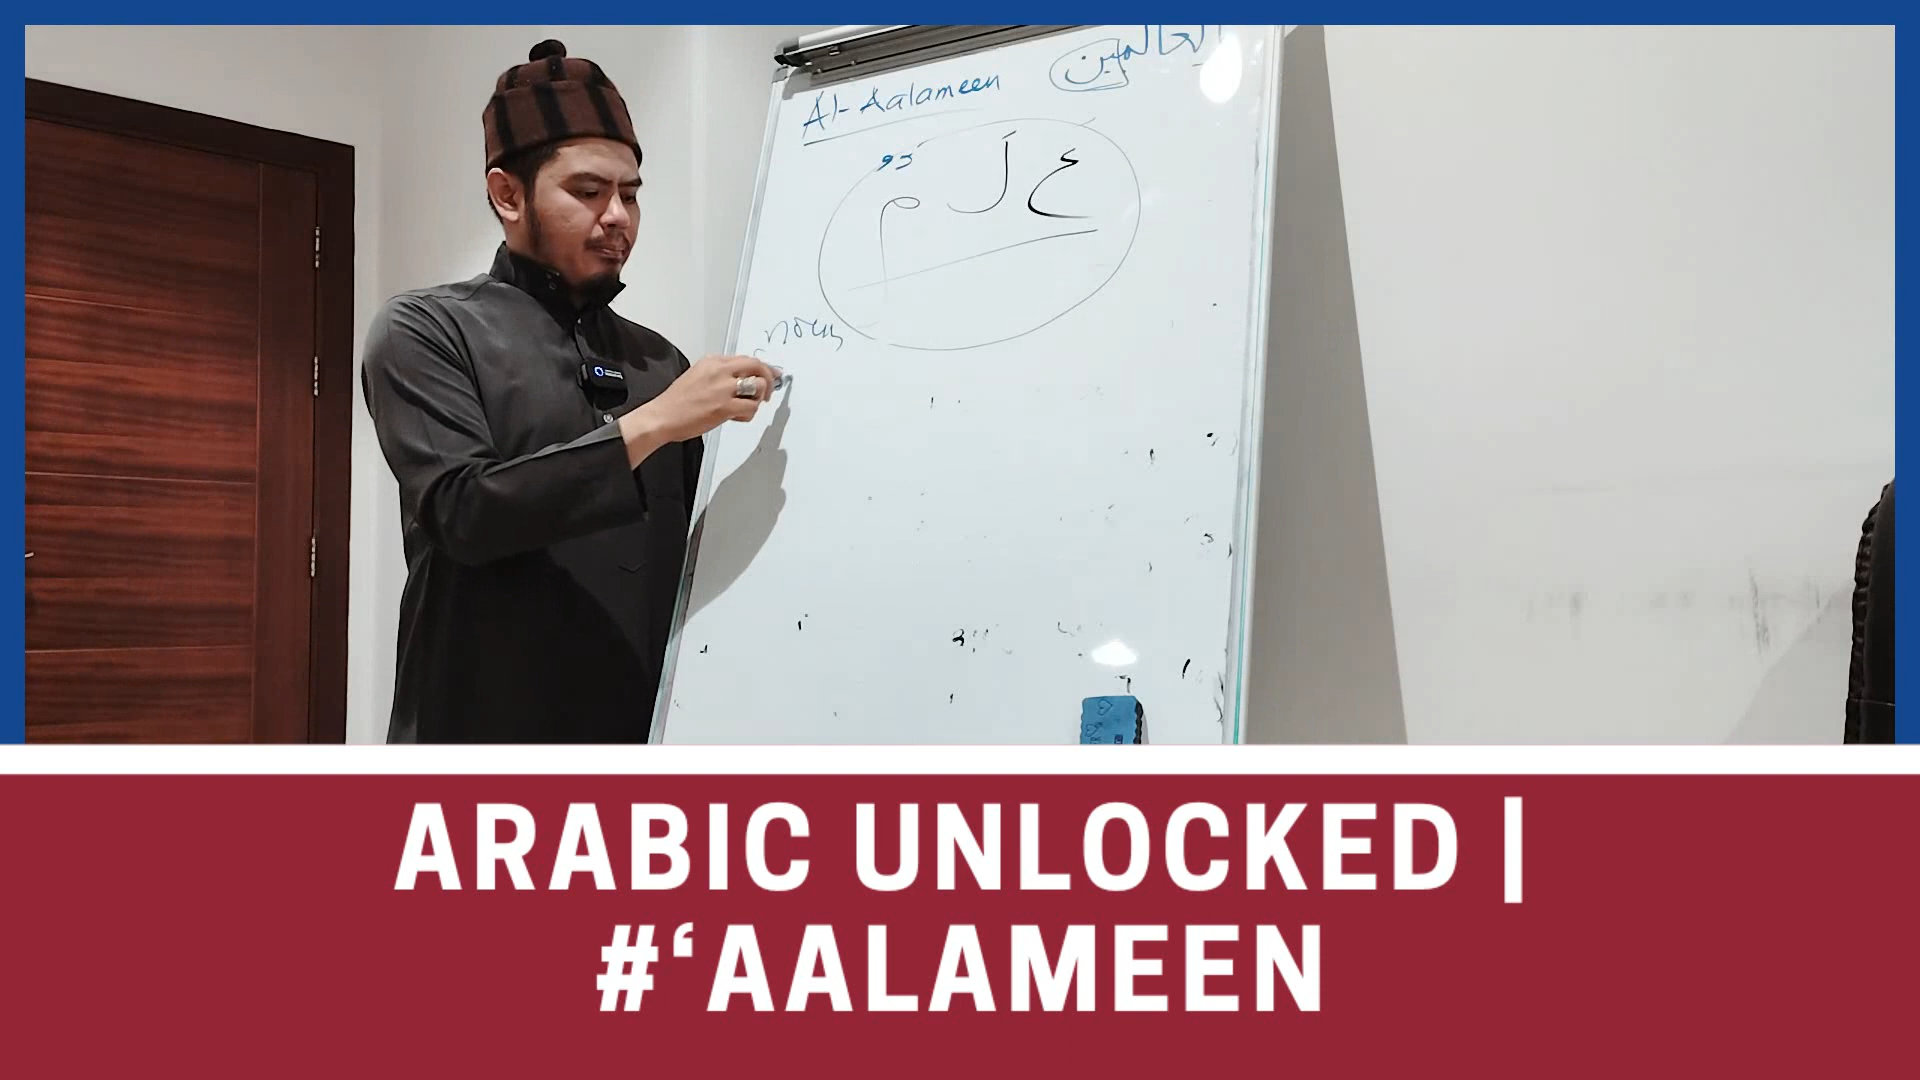 Al-Aalameen
العالمين
ع ل م
noun
ARABIC UNLOCKED |
#‘AALAMEEN